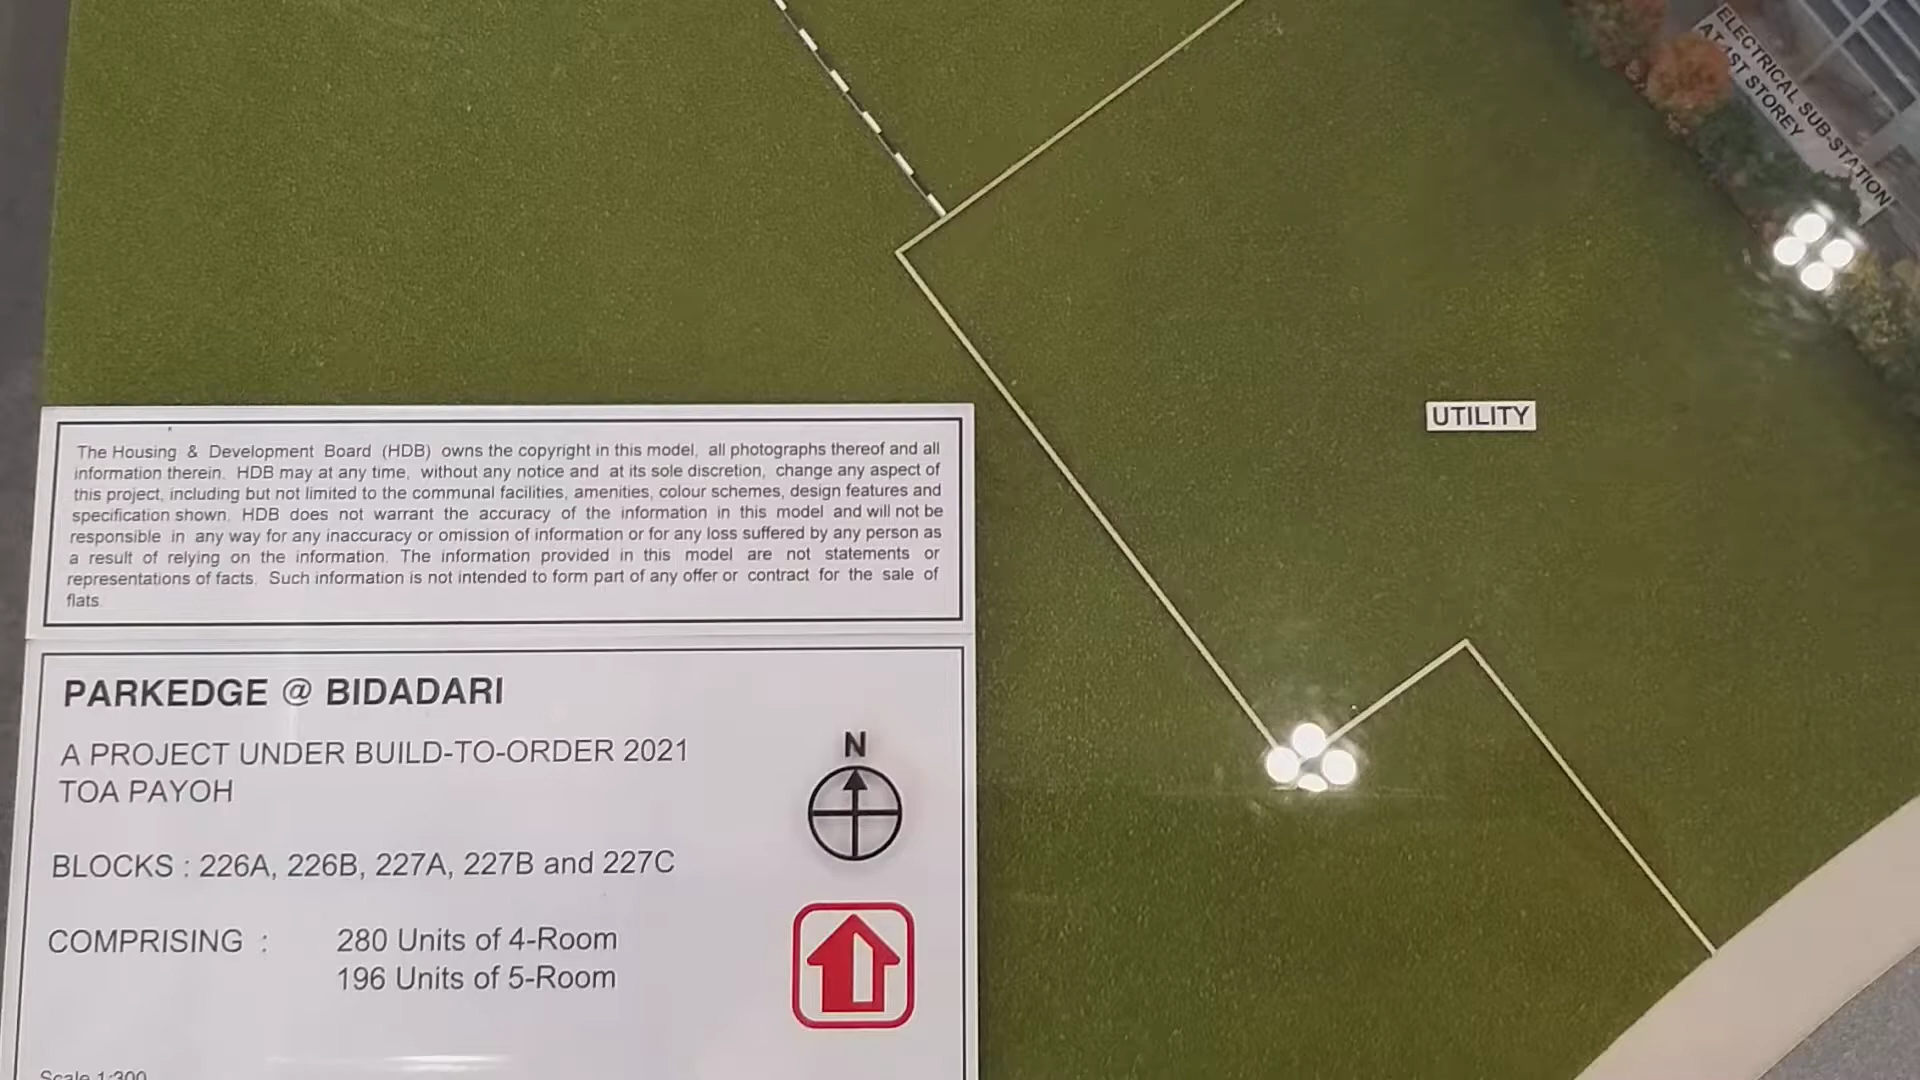 ELECTRICAL SUB-STATION
AT 1ST STOREY
UTILITY
The Housing & Development Board (HDB) owns the copyright in this model, all photographs thereof and all
information therein. HDB may at any time, without any notice and at its sole discretion, change any aspect of
this project, including but not limited to the communal facilities, amenities, colour schemes, design features and
specification shown. HDB does not warrant the accuracy of the information in this model and will not be
responsible in any way for any inaccuracy or omission of information or for any loss suffered by any person as
a result of relying on the information. The information provided in this model are not statements or
representations of facts. Such information is not intended to form part of any offer or contract for the sale of
flats.
PARKEDGE @ BIDADARI
A PROJECT UNDER BUILD-TO-ORDER 2021
TOA PAYOH
N
BLOCKS : 226A, 226B, 227A, 227B and 227C
COMPRISING : 280 Units of 4-Room
196 Units of 5-Room
Scale 1:300